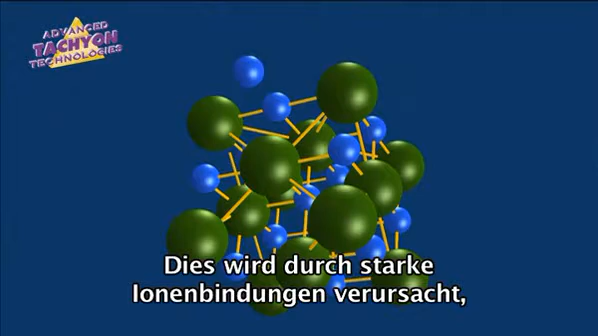 ADVANCED
TACHYON
TECHNOLOGIES
Dies wird durch starke
Ionenbindungen verursacht,